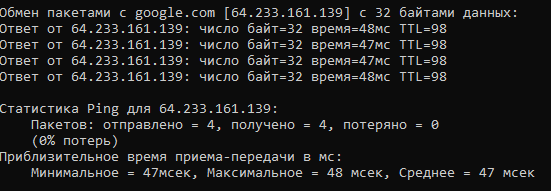 Обмен пакетами с google.com [64.233.161.139] с 32 байтами данных:
Ответ от 64.233.161.139: число байт=32 время=48мс TTL=98
Ответ от 64.233.161.139: число байт=32 время=47мс TTL=98
Ответ от 64.233.161.139: число байт=32 время=47мс TTL=98
Ответ от 64.233.161.139: число байт=32 время=48мс TTL=98
Статистика Ping для 64.233.161.139:
Пакетов: отправлено = 4, получено = 4, потеряно = 0
(0% потерь)
Приблизительное время приема-передачи в мс:
Минимальное = 47мсек, Максимальное = 48 мсек, Среднее = 47 мсек